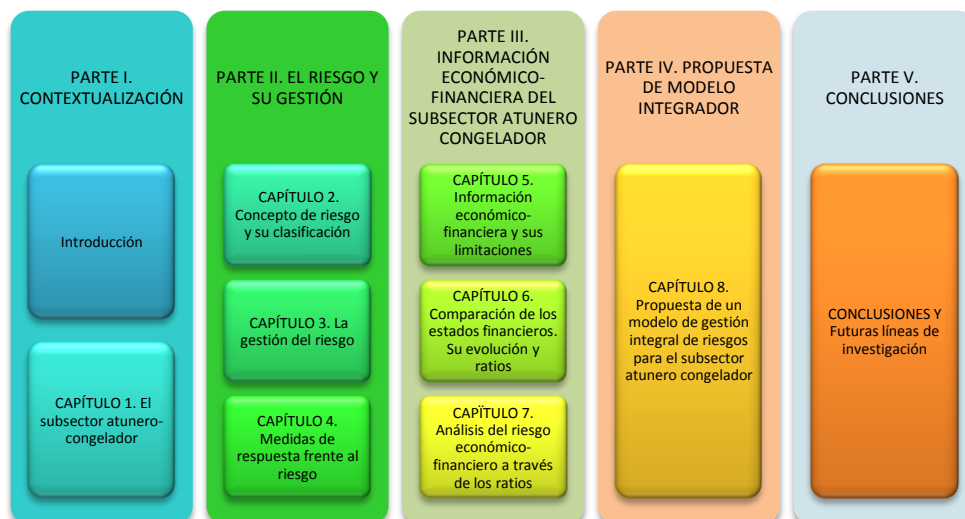 PARTE I.
CONTEXTUALIZACIÓN
Introducción
CAPÍTULO 1. El
subsector atunero-
congelador
PARTE II. EL RIESGO Y
SU GESTIÓN
CAPÍTULO 2.
Concepto de riesgo
y su clasificación
CAPÍTULO 3. La
gestión del riesgo
CAPÍTULO 4.
Medidas de
respuesta frente al
riesgo
PARTE III.
INFORMACIÓN
ECONÓMICO-
FINANCIERA DEL
SUBSECTOR ATUNERO
CONGELADOR
CAPÍTULO 5.
Información
económico-
financiera y sus
limitaciones
CAPÍTULO 6.
Comparación de los
estados financieros.
Su evolución y
ratios
CAPÏTULO 7.
Análisis del riesgo
económico-
financiero a través
de los ratios
PARTE IV. PROPUESTA
DE MODELO
INTEGRADOR
CAPÍTULO 8.
Propuesta de un
modelo de gestión
integral de riesgos
para el subsector
atunero congelador
PARTE V.
CONCLUSIONES
CONCLUSIONES Y
Futuras líneas de
investigación